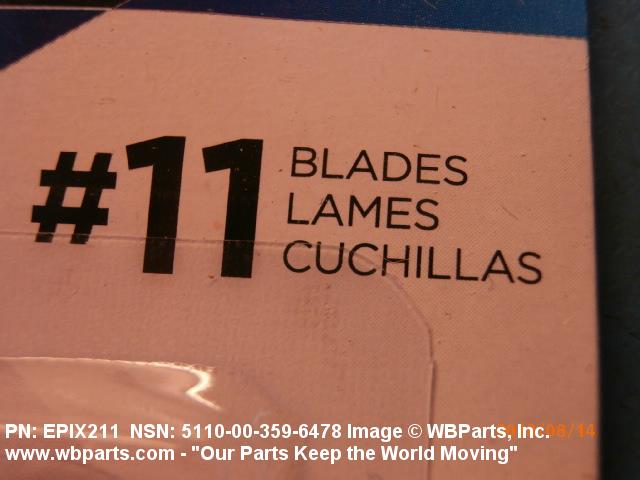 #11
BLADES
LAMES
CUCHILLAS
PN: EPIX211 NSN: 5110-00-359-6478 Image © WBParts, Inc.
www.wbparts.com - "Our Parts Keep the World Moving"